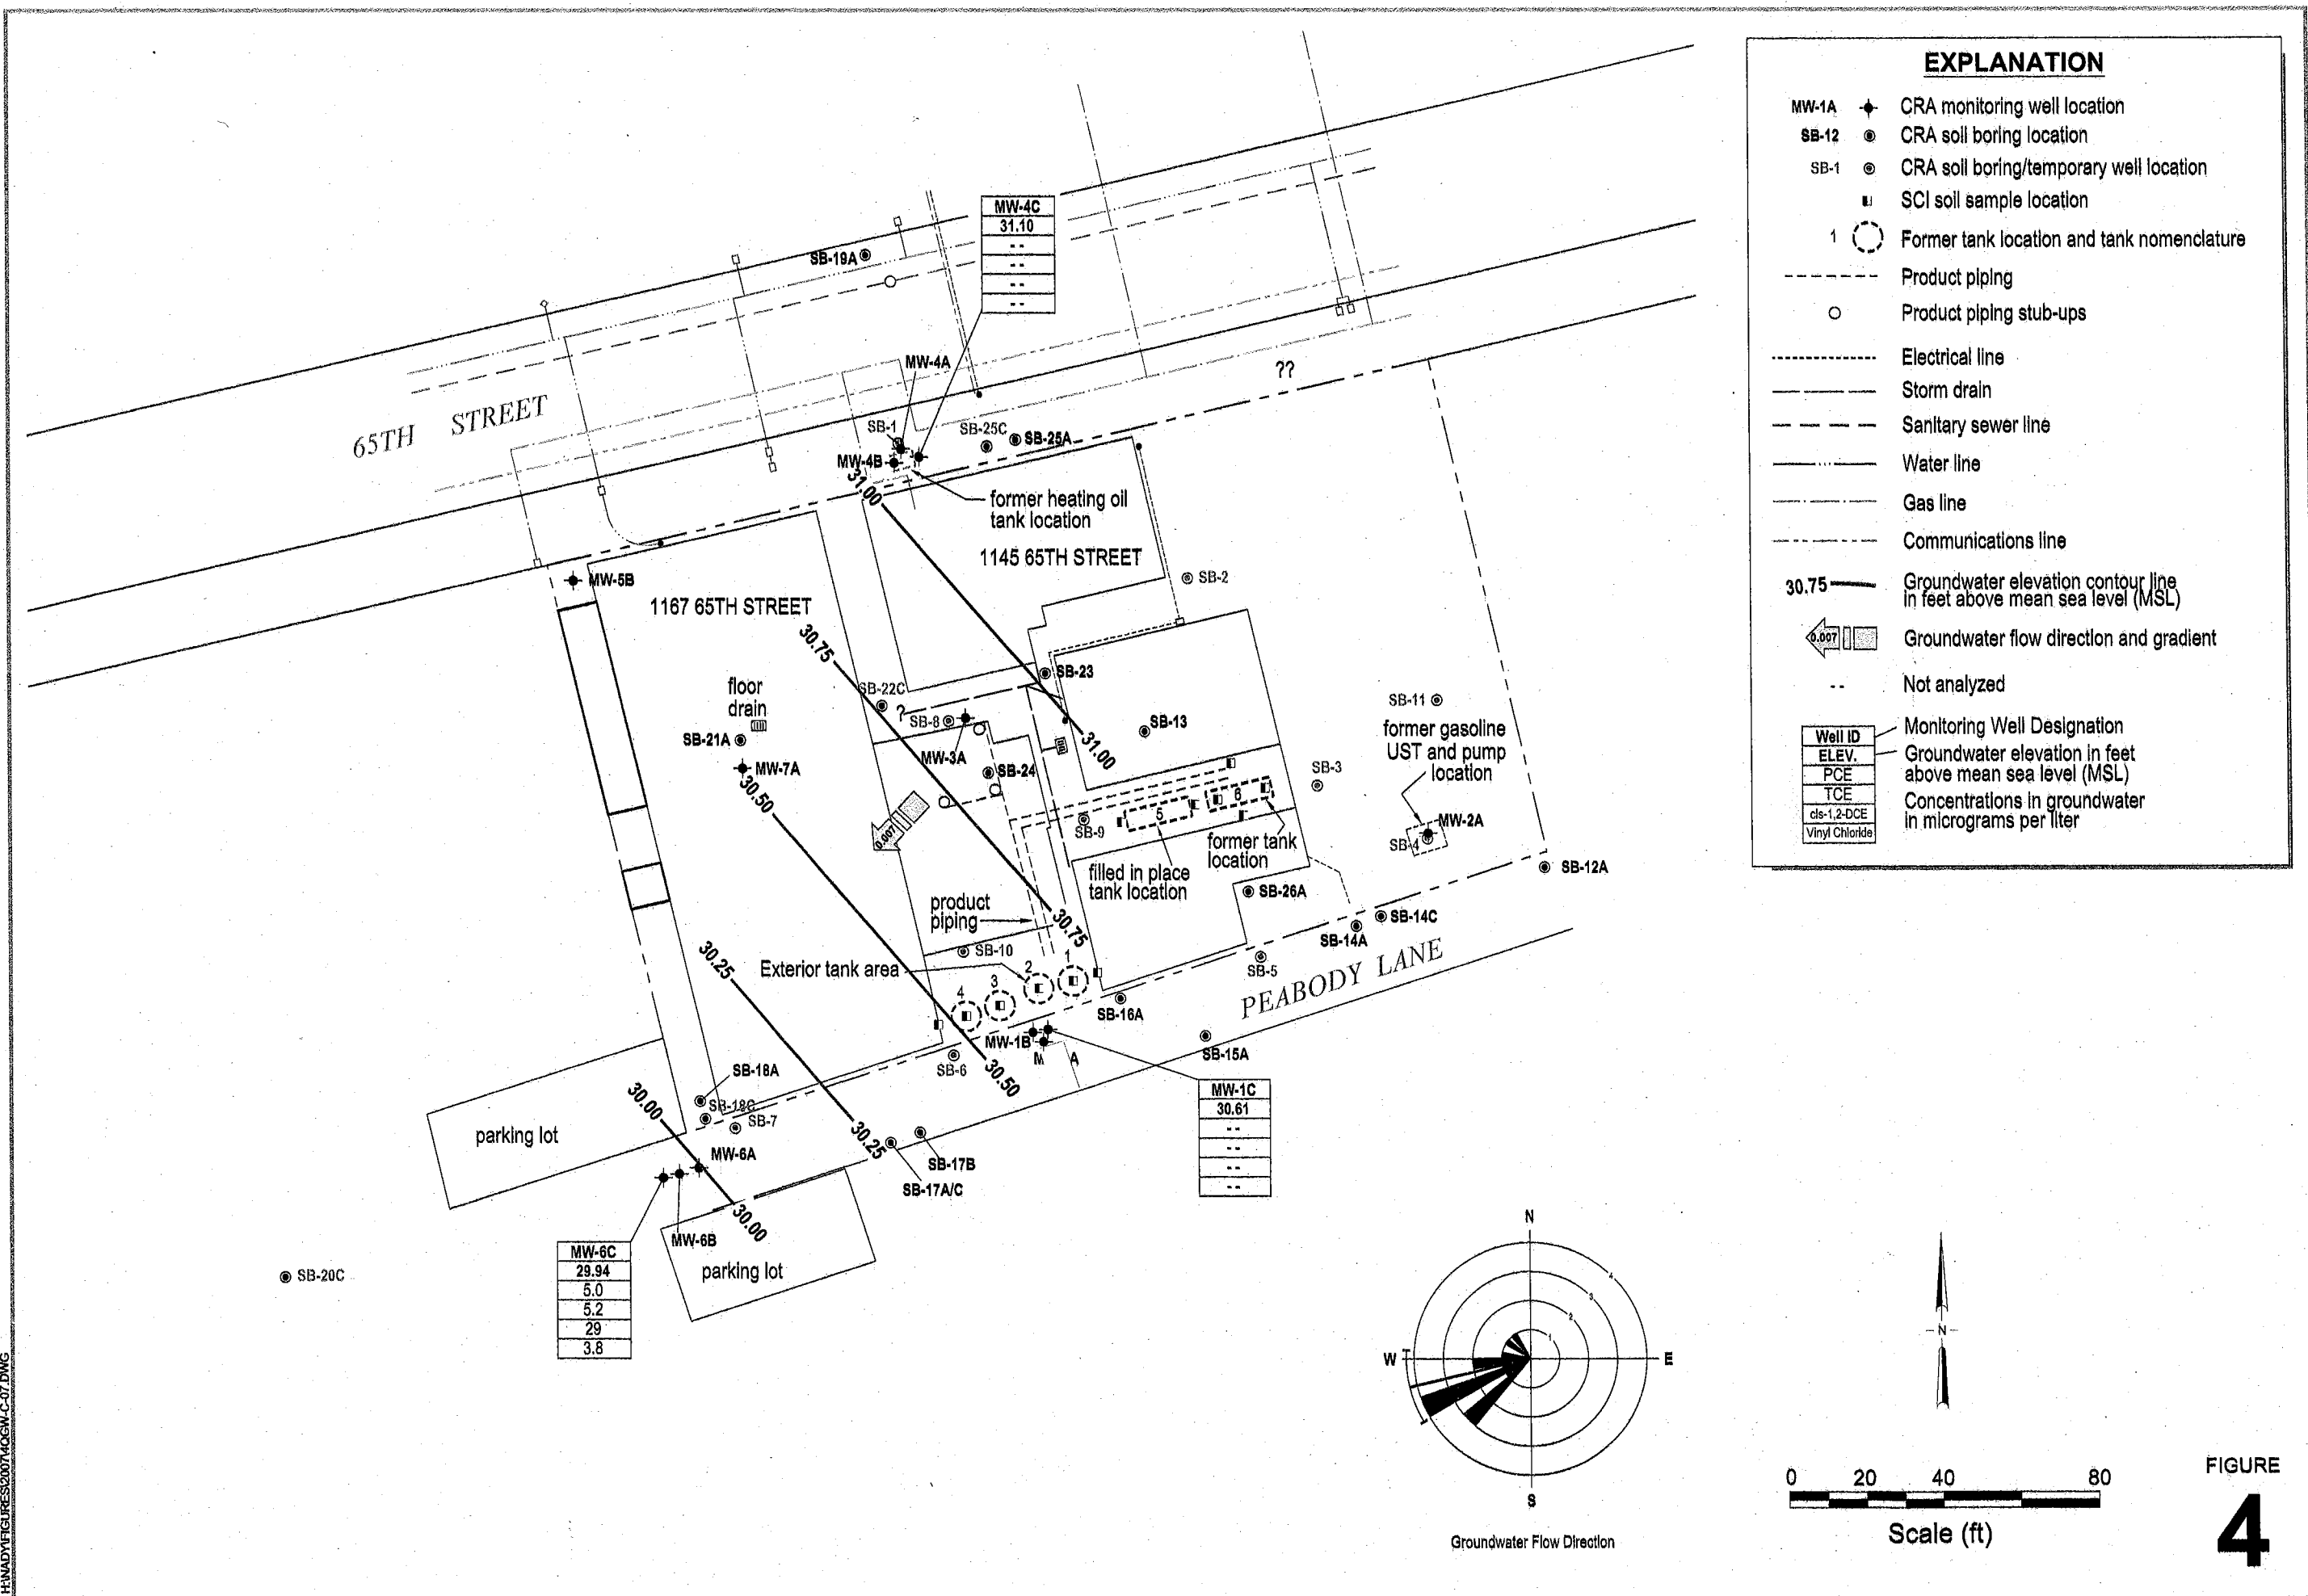 EXPLANATION
MW-1A CRA monitoring well location
SB-12 CRA soil boring location
SB-1 CRA soil boring/temporary well location
SCI soil sample location
1 Former tank location and tank nomenclature
Product piping
Product piping stub-ups
Electrical line
Storm drain
Sanitary sewer line
Water line
Gas line
Communications line
30.75 Groundwater elevation contour line
in feet above mean sea level (MSL)
0.007 Groundwater flow direction and gradient
-- Not analyzed
Well ID
ELEV.
PCE
TCE
cis-1,2-DCE
Vinyl Chloride
Monitoring Well Designation
Groundwater elevation in feet
above mean sea level (MSL)
Concentrations in groundwater
in micrograms per liter
MW-4C
31.10
--
--
--
--
SB-19A
65TH STREET
??
MW-4A
SB-1
SB-25C
SB-25A
MW-4B
31.00
former heating oil
tank location
1145 65TH STREET
MW-5B
SB-2
1167 65TH STREET
30.75
SB-23
floor
drain
SB-22C
?
SB-8
SB-11
SB-13
SB-21A
MW-3A
31.00
former gasoline
UST and pump
location
MW-7A
SB-24
SB-3
30.50
6
5
0.007
SB-9
MW-2A
SB-4
former tank
location
filled in place
tank location
SB-12A
SB-26A
product
piping
30.75
SB-14C
SB-14A
30.25
SB-10
Exterior tank area
1
2
3
4
SB-5
PEABODY LANE
SB-16A
MW-1B
M A
SB-15A
SB-6
30.50
SB-18A
30.00
SB-18C
SB-7
MW-1C
30.61
--
--
--
--
parking lot
30.25
MW-6A
SB-17B
SB-17A/C
30.00
MW-6B
parking lot
MW-6C
29.94
5.0
5.2
29
3.8
SB-20C
N
4
3
2
1
W
E
S
Groundwater Flow Direction
N
0 20 40 80
Scale (ft)
FIGURE
4
H:\NADY\FIGURES\2007\4QGW-C-07.DWG